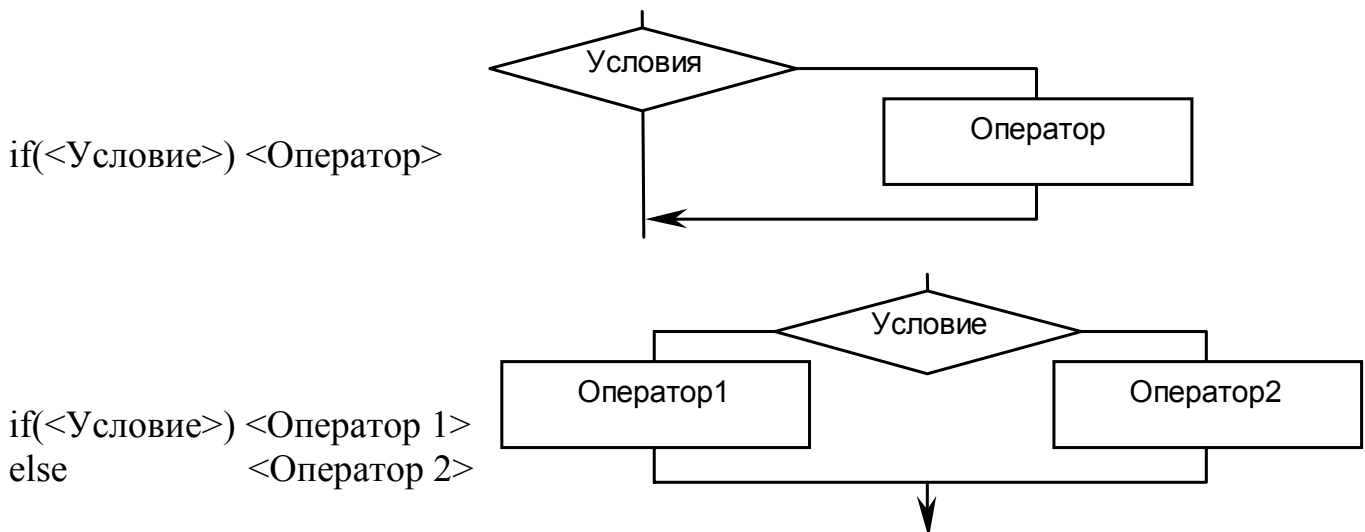 Условия
Оператор
if(<Условие>) <Оператор>
Условие
Оператор1
Оператор2
if(<Условие>) <Оператор 1>
else <Оператор 2>